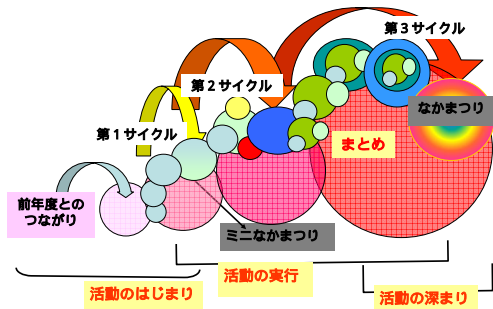 第３サイクル
第２サイクル
なかまつり
第１サイクル
まとめ
前年度との
つながり
ミニなかまつり
活動の実行
活動のはじまり
活動の深まり